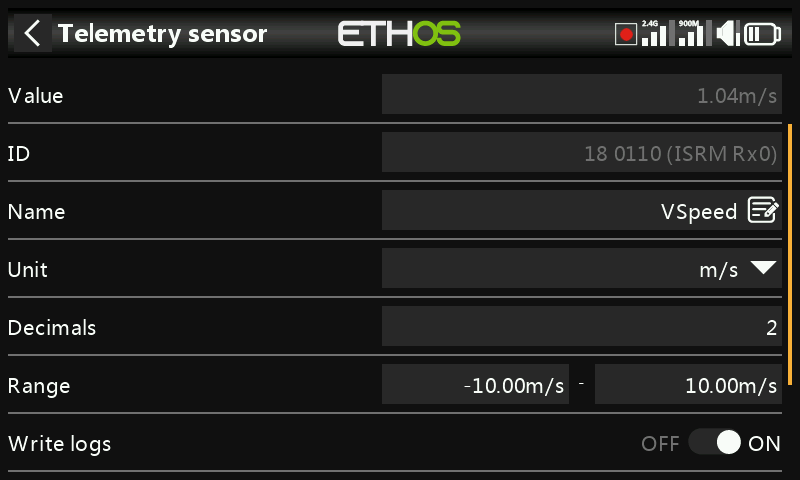 Telemetry sensor ETHOS 2.4G 900M
Value 1.04m/s
ID 18 0110 (ISRM Rx0)
Name VSpeed
Unit m/s
Decimals 2
Range -10.00m/s - 10.00m/s
Write logs OFF ON